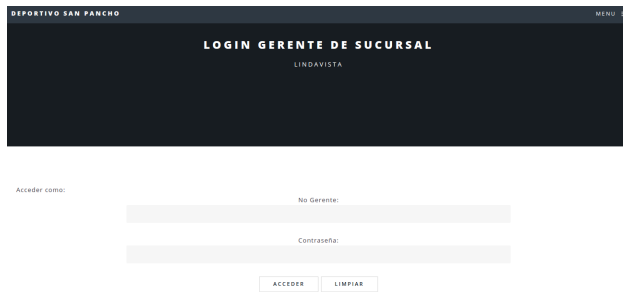 DEPORTIVO SAN PANCHO
MENU
LOGIN GERENTE DE SUCURSAL
LINDAVISTA
Acceder como:
No Gerente:
Contraseña:
ACCEDER LIMPIAR